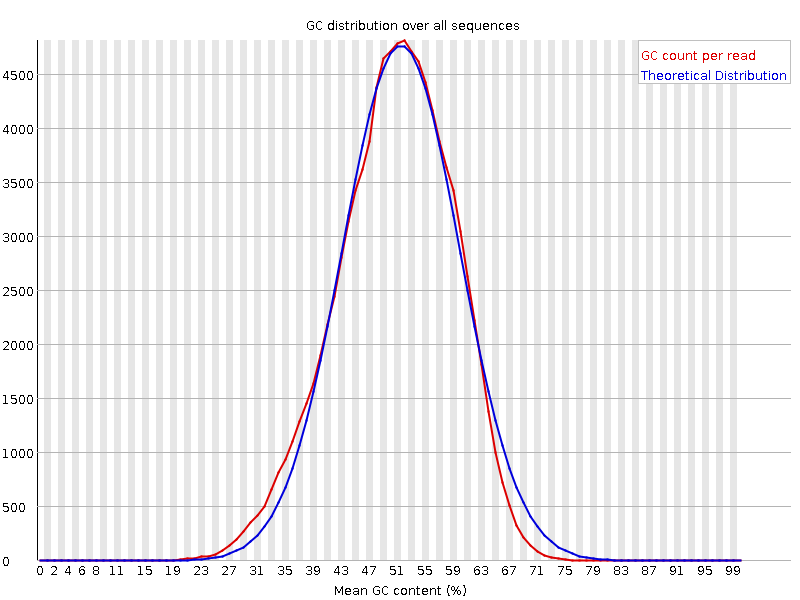 GC distribution over all sequences
GC count per read
Theoretical Distribution
4500
4000
3500
3000
2500
2000
1500
1000
500
0
0 2 4 6 8 11 15 19 23 27 31 35 39 43 47 51 55 59 63 67 71 75 79 83 87 91 95 99
Mean GC content (%)